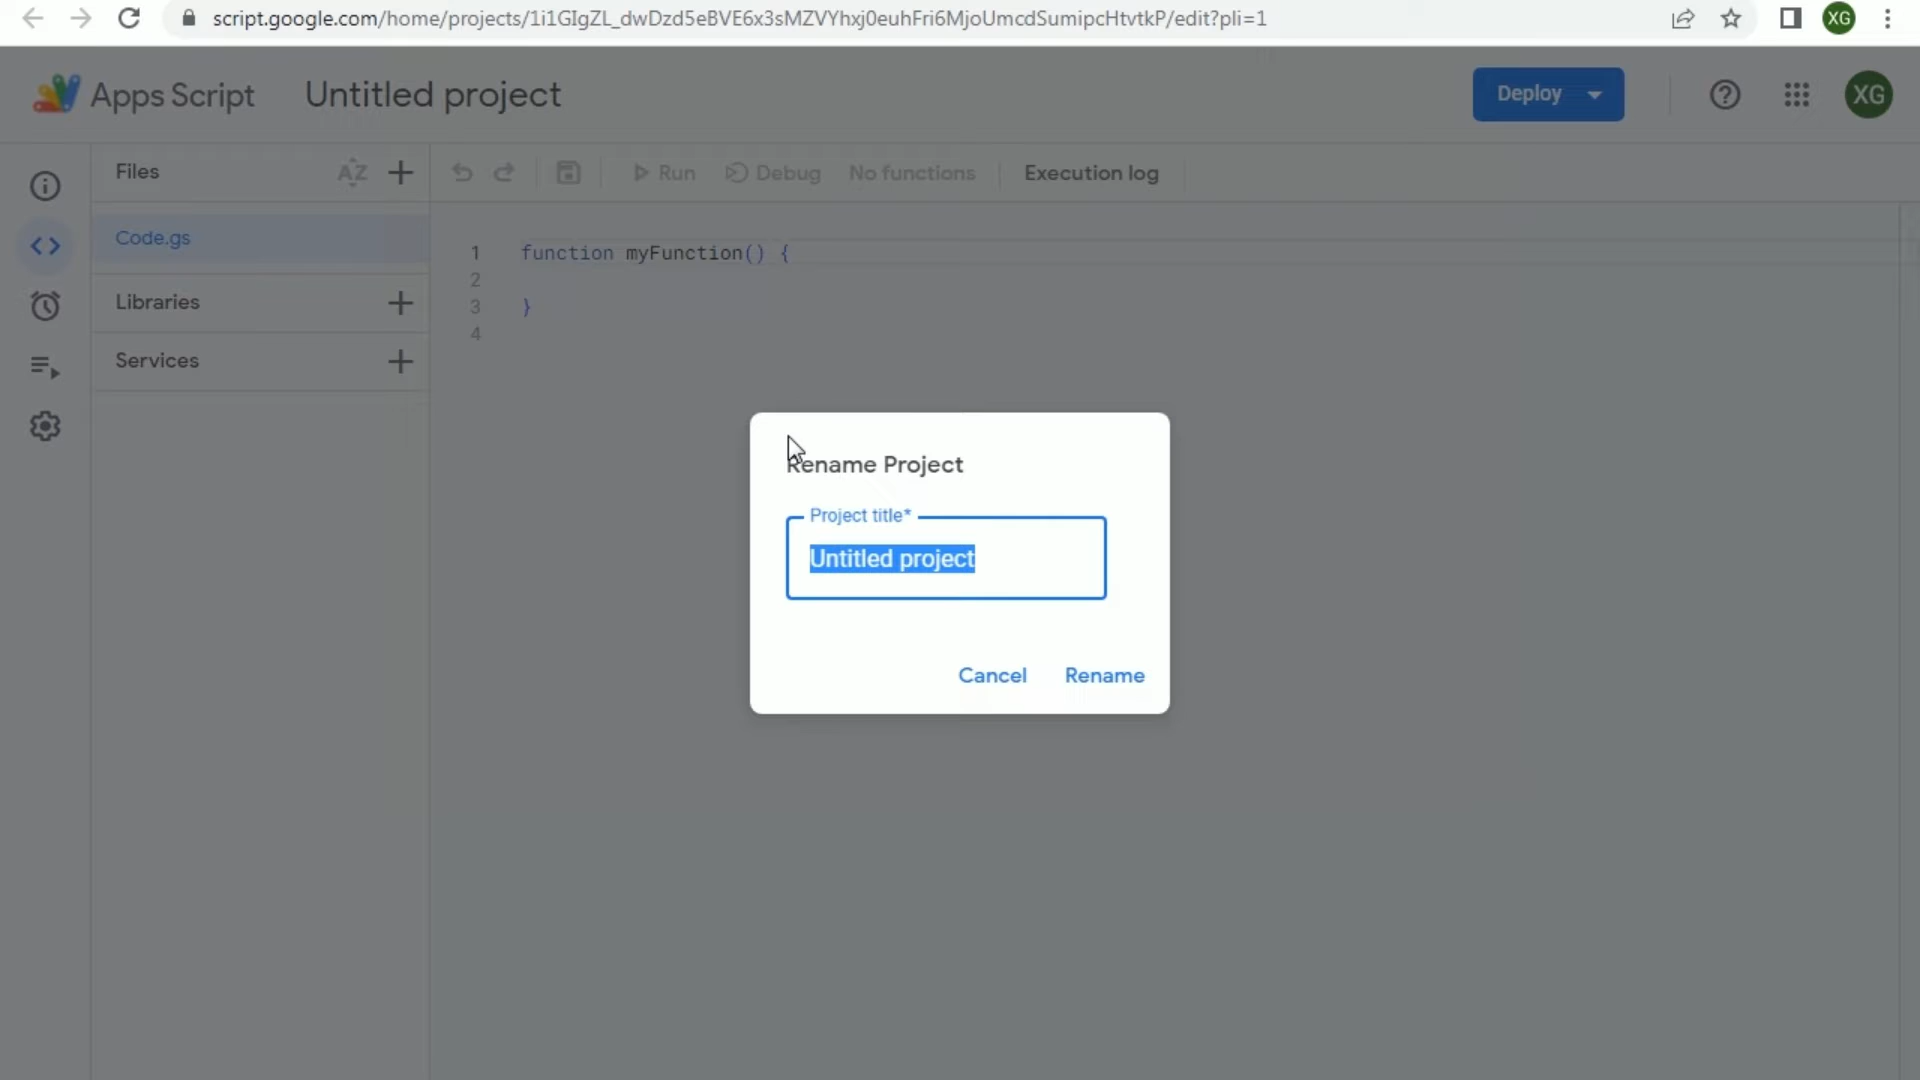 script.google.com/home/projects/1i1GIgZL_dwDzd5eBVE6x3sMZVYhxj0euhFri6MjoUmcdSumipcHtvtkP/edit?pli=1
XG
Apps Script
Untitled project
Deploy
XG
Files
AZ
Run
Debug
No functions
Execution log
Code.gs
Libraries
Services
1 function myFunction() {
2
3 }
4
Rename Project
Project title*
Untitled project
Cancel
Rename